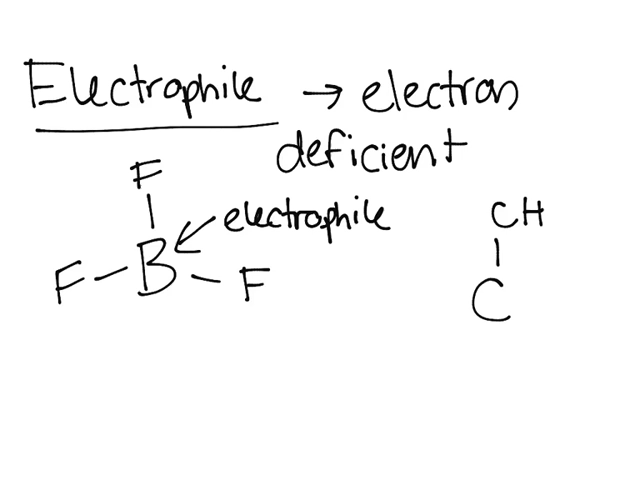 Electrophile → electron
deficient
F
electrophile
CH
F-B-F
C